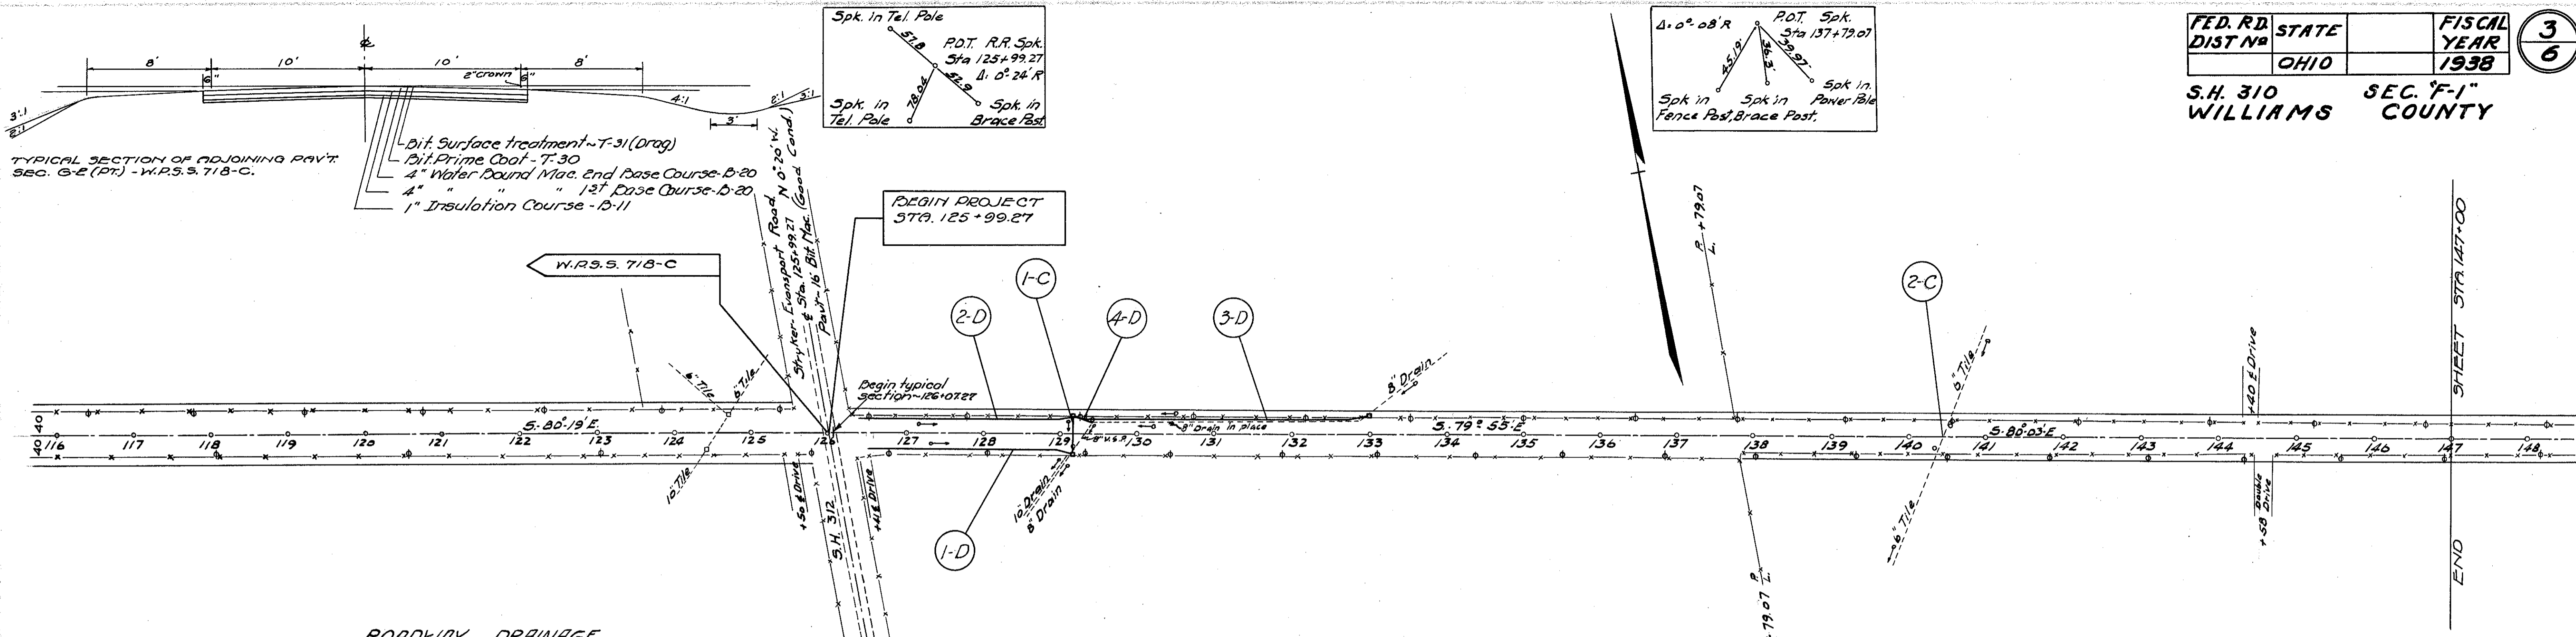 FED. RD. DIST Nº
STATE
FISCAL YEAR
OHIO
1938
3
6
S.H. 310 SEC. "F-1"
WILLIAMS COUNTY
℄
8' 10' 10' 8'
6"
2" crown
6"
3:1
2:1
4:1
2:1
3:1
3'
Bit. Surface treatment~T-31 (Drag)
Bit. Prime Coat - T-30
4" Water Bound Mac. 2nd Base Course-B-20
4" " " " 1st Base Course-B-20
1" Insulation Course - B-11
TYPICAL SECTION OF ADJOINING PAV'T.
SEC. G-2 (PT.) - W.P.S.S. 718-C.
Spk. in Tel. Pole
57.8
P.O.T. R.R. Spk.
Sta 125+99.27
Δ: 0°-24' R
52.9
78.04
Spk. in
Tel. Pole
Spk. in
Brace Post
Δ: 0°-08' R
P.O.T. Spk.
Sta 137+79.07
45.19'
34.3'
39.97'
Spk in
Fence Post,
Spk in
Brace Post,
Spk in.
Power Pole
Stryker-Evansport Road. N 0°-20' W.
℄ Sta. 125+99.27
Pav't-16' Bit. Mac. (Good Cond.)
BEGIN PROJECT
STA. 125+99.27
W.P.S.S. 718-C
1-C
2-D
4-D
3-D
2-C
1-D
P. +79.07
L.
SHEET STA. 147+00
END
Begin typical
section~126+07.27
6" Tile
6" Tile
8" Drain
6" Tile
+40 ℄ Drive
40 40
S.-80°-19' E.
8" Drain in place
S. 79° 55' E
S. 80°-03' E
8" V.S.P.
116 117 118 119 120 121 122 123 124 125 126 127 128 129 130 131 132 133 134 135 136 137 138 139 140 141 142 143 144 145 146 147 148
10" Tile
+50 ℄ Drive
S.H. 312
+41 ℄ Drive
10" Drain
8" Drain
6" Tile
+58 Double Drive
+79.07 P.
L.
ROADWAY DRAINAGE